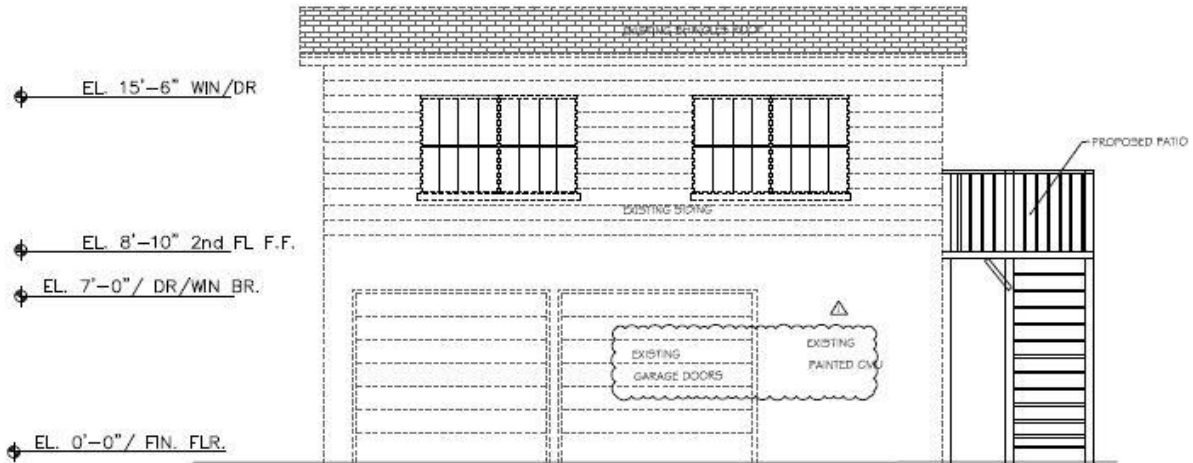 EXISTING SHINGLES ROOF
EL. 15'-6" WIN/DR
PROPOSED PATIO
EXISTING SIDING
EL. 8'-10" 2nd FL F.F.
EL. 7'-0"/ DR/WIN BR.
EXISTING
GARAGE DOORS
EXISTING
PAINTED CMU
EL. 0'-0"/ FIN. FLR.